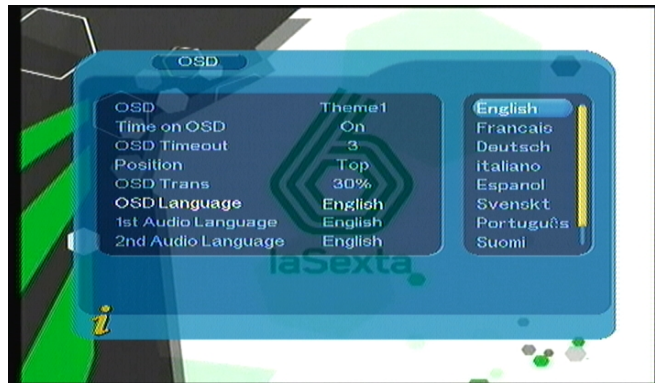 OSD
OSD Theme1
Time on OSD On
OSD Timeout 3
Position Top
OSD Trans 30%
OSD Language English
1st Audio Language English
2nd Audio Language English
English
Francais
Deutsch
italiano
Espanol
Svenskt
Português
Suomi
laSexta
i